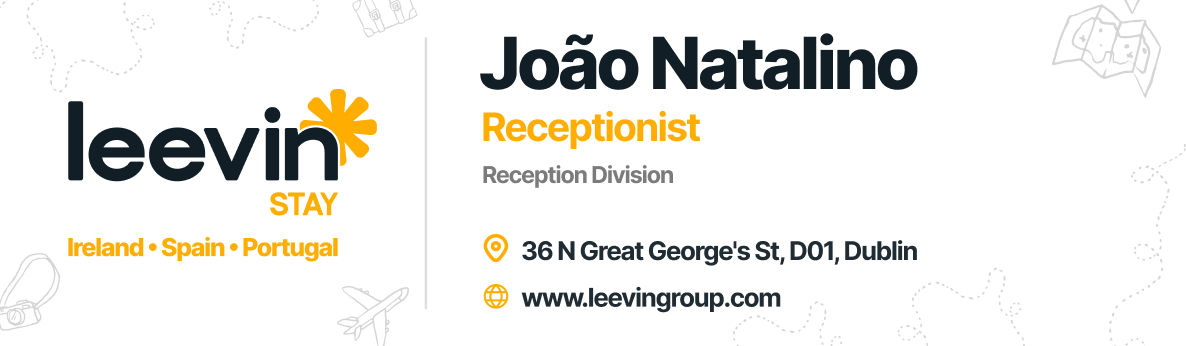 leevin
STAY
Ireland • Spain • Portugal
João Natalino
Receptionist
Reception Division
36 N Great George's St, D01, Dublin
www.leevingroup.com